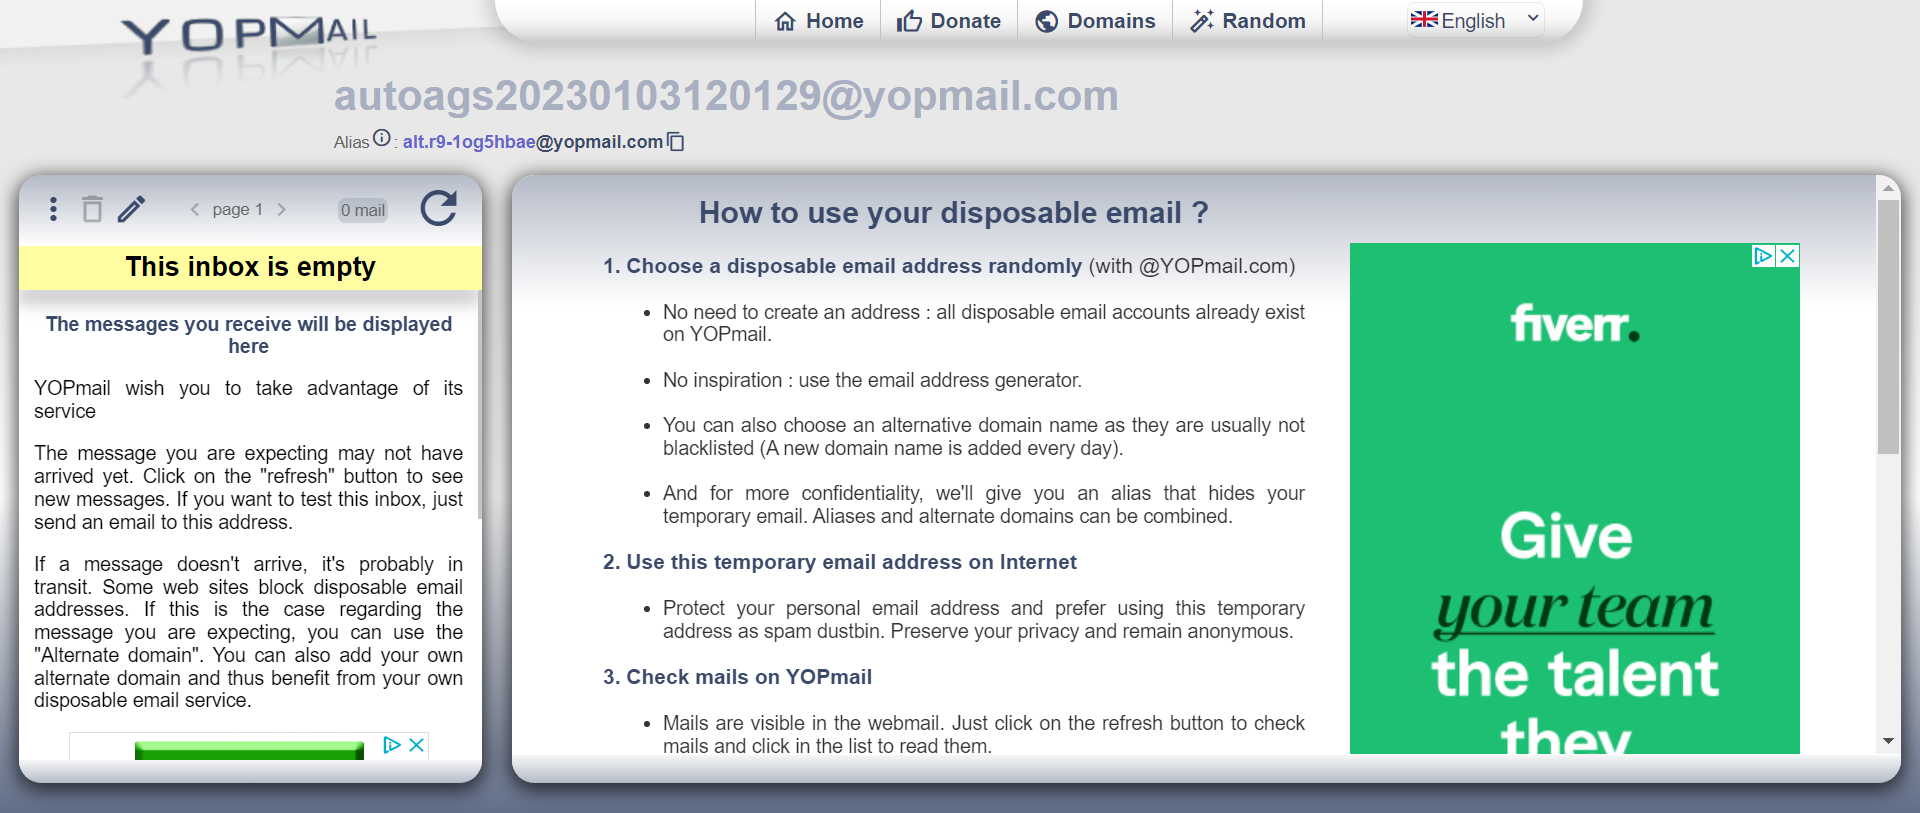 YOPMAIL
Home
Donate
Domains
Random
English
autoags20230103120129@yopmail.com
Alias : alt.r9-1og5hbae@yopmail.com
page 1
0 mail
This inbox is empty
The messages you receive will be displayed
here
YOPmail wish you to take advantage of its
service
The message you are expecting may not have
arrived yet. Click on the "refresh" button to see
new messages. If you want to test this inbox, just
send an email to this address.
If a message doesn't arrive, it's probably in
transit. Some web sites block disposable email
addresses. If this is the case regarding the
message you are expecting, you can use the
"Alternate domain". You can also add your own
alternate domain and thus benefit from your own
disposable email service.
How to use your disposable email ?
1. Choose a disposable email address randomly (with @YOPmail.com)
• No need to create an address : all disposable email accounts already exist
on YOPmail.
• No inspiration : use the email address generator.
• You can also choose an alternative domain name as they are usually not
blacklisted (A new domain name is added every day).
• And for more confidentiality, we'll give you an alias that hides your
temporary email. Aliases and alternate domains can be combined.
2. Use this temporary email address on Internet
• Protect your personal email address and prefer using this temporary
address as spam dustbin. Preserve your privacy and remain anonymous.
3. Check mails on YOPmail
• Mails are visible in the webmail. Just click on the refresh button to check
mails and click in the list to read them.
fiverr.
Give
your team
the talent
they